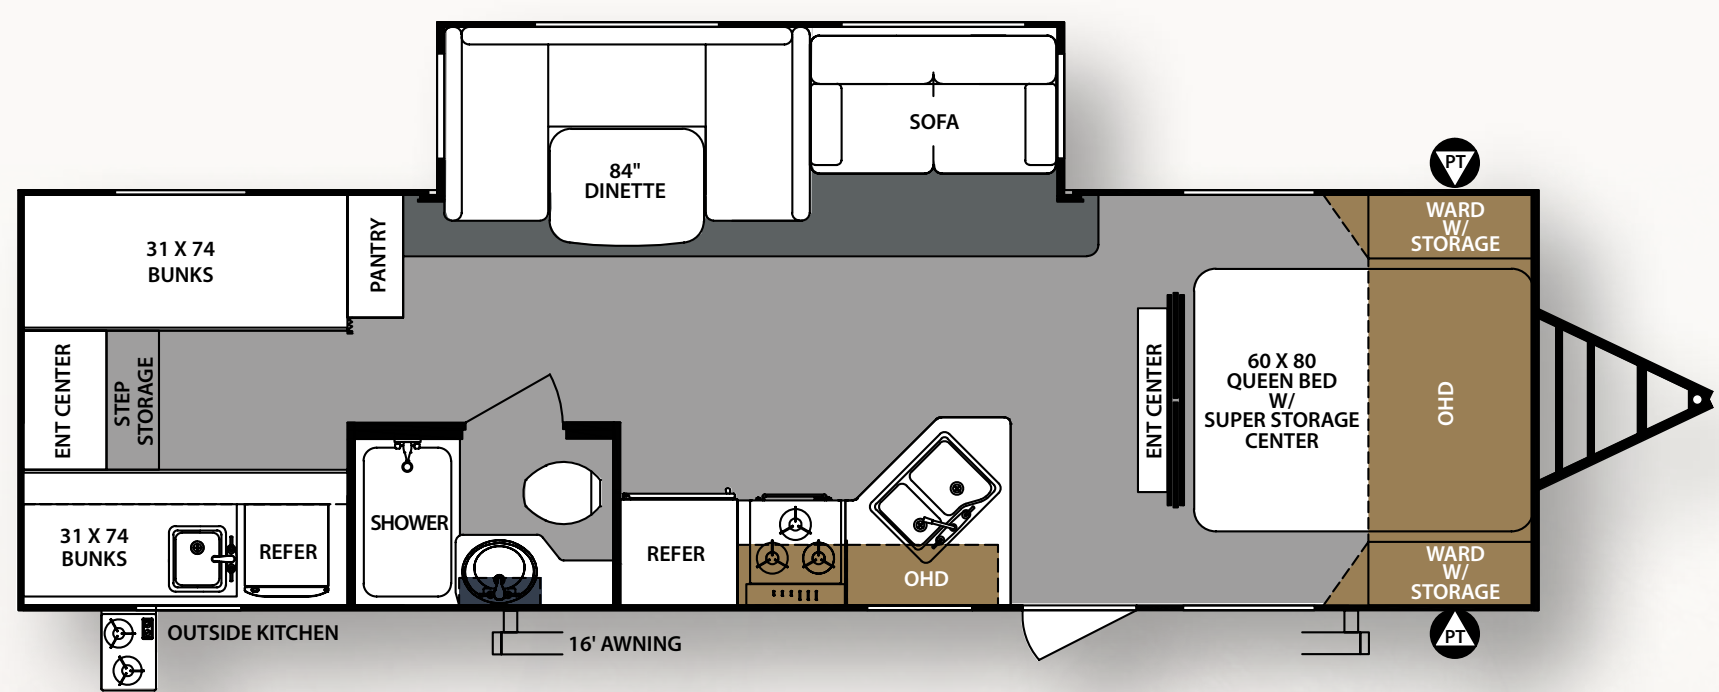 SOFA
84"
DINETTE
PT
WARD
W/
STORAGE
31 X 74
BUNKS
PANTRY
ENT CENTER
STEP
STORAGE
ENT CENTER
60 X 80
QUEEN BED
W/
SUPER STORAGE
CENTER
OHD
31 X 74
BUNKS
REFER
SHOWER
REFER
OHD
WARD
W/
STORAGE
OUTSIDE KITCHEN
16' AWNING
PT